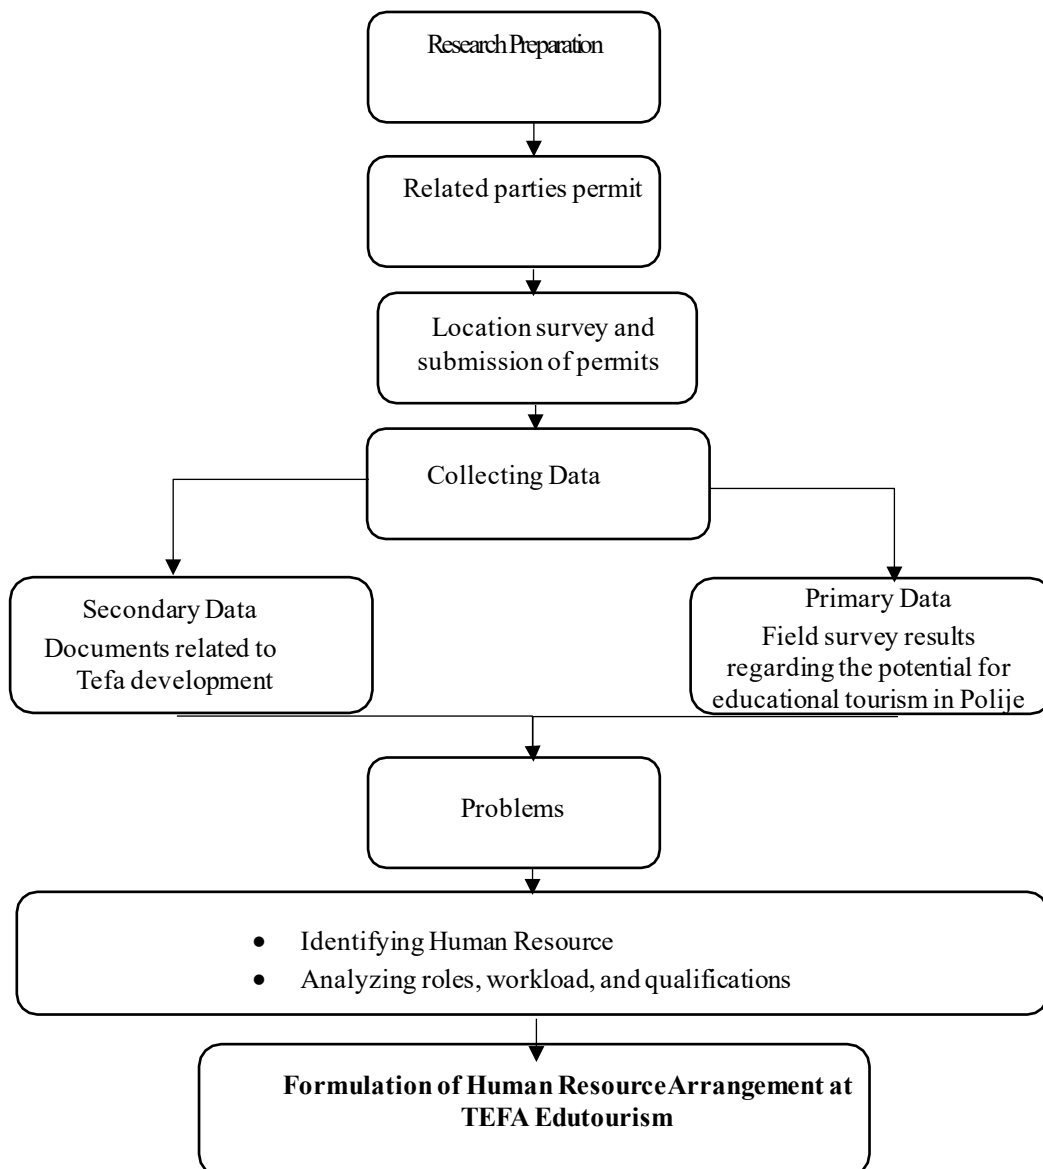 Research Preparation
Related parties permit
Location survey and
submission of permits
Collecting Data
Secondary Data
Documents related to
Tefa development
Primary Data
Field survey results
regarding the potential for
educational tourism in Polije
Problems
• Identifying Human Resource
• Analyzing roles, workload, and qualifications
Formulation of Human Resource Arrangement at
TEFA Edutourism